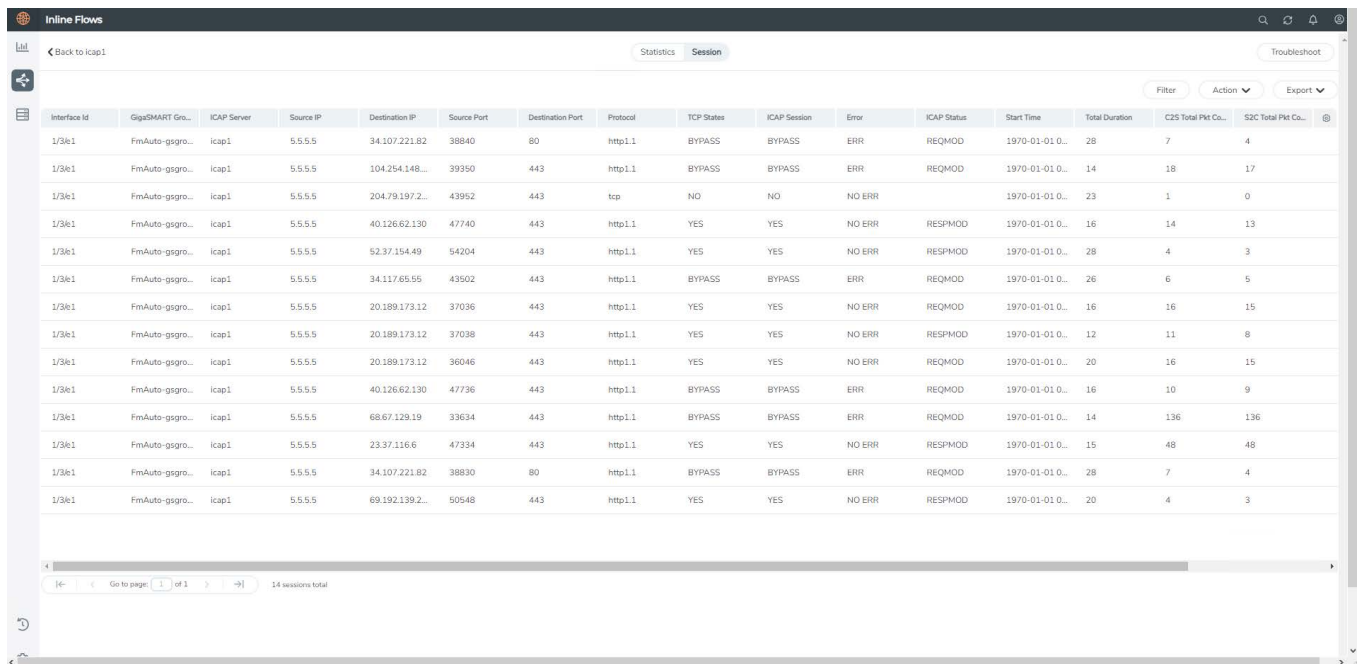 Inline Flows
Back to icap1 Statistics Session Troubleshoot
Filter Action Export
Interface Id GigaSMART Gro... ICAP Server Source IP Destination IP Source Port Destination Port Protocol TCP States ICAP Session Error ICAP Status Start Time Total Duration C2S Total Pkt Co... S2C Total Pkt Co...
1/3/e1 FmAuto-gsgro... icap1 5.5.5.5 34.107.221.82 38840 80 http1.1 BYPASS BYPASS ERR REQMOD 1970-01-01 0... 28 7 4
1/3/e1 FmAuto-gsgro... icap1 5.5.5.5 104.254.148.... 39350 443 http1.1 BYPASS BYPASS ERR REQMOD 1970-01-01 0... 14 18 17
1/3/e1 FmAuto-gsgro... icap1 5.5.5.5 204.79.197.2... 43952 443 tcp NO NO NO ERR 1970-01-01 0... 23 1 0
1/3/e1 FmAuto-gsgro... icap1 5.5.5.5 40.126.62.130 47740 443 http1.1 YES YES NO ERR RESPMOD 1970-01-01 0... 16 14 13
1/3/e1 FmAuto-gsgro... icap1 5.5.5.5 52.37.154.49 54204 443 http1.1 YES YES NO ERR RESPMOD 1970-01-01 0... 28 4 3
1/3/e1 FmAuto-gsgro... icap1 5.5.5.5 34.117.65.55 43502 443 http1.1 BYPASS BYPASS ERR REQMOD 1970-01-01 0... 26 6 5
1/3/e1 FmAuto-gsgro... icap1 5.5.5.5 20.189.173.12 37036 443 http1.1 YES YES NO ERR REQMOD 1970-01-01 0... 16 16 15
1/3/e1 FmAuto-gsgro... icap1 5.5.5.5 20.189.173.12 37038 443 http1.1 YES YES NO ERR RESPMOD 1970-01-01 0... 12 11 8
1/3/e1 FmAuto-gsgro... icap1 5.5.5.5 20.189.173.12 36046 443 http1.1 YES YES NO ERR REQMOD 1970-01-01 0... 20 16 15
1/3/e1 FmAuto-gsgro... icap1 5.5.5.5 40.126.62.130 47736 443 http1.1 BYPASS BYPASS ERR REQMOD 1970-01-01 0... 16 10 9
1/3/e1 FmAuto-gsgro... icap1 5.5.5.5 68.67.129.19 33634 443 http1.1 BYPASS BYPASS ERR REQMOD 1970-01-01 0... 14 136 136
1/3/e1 FmAuto-gsgro... icap1 5.5.5.5 23.37.116.6 47334 443 http1.1 YES YES NO ERR RESPMOD 1970-01-01 0... 15 48 48
1/3/e1 FmAuto-gsgro... icap1 5.5.5.5 34.107.221.82 38830 80 http1.1 BYPASS BYPASS ERR REQMOD 1970-01-01 0... 28 7 4
1/3/e1 FmAuto-gsgro... icap1 5.5.5.5 69.192.139.2... 50548 443 http1.1 YES YES NO ERR RESPMOD 1970-01-01 0... 20 4 3
Go to page: 1 of 1 14 sessions total